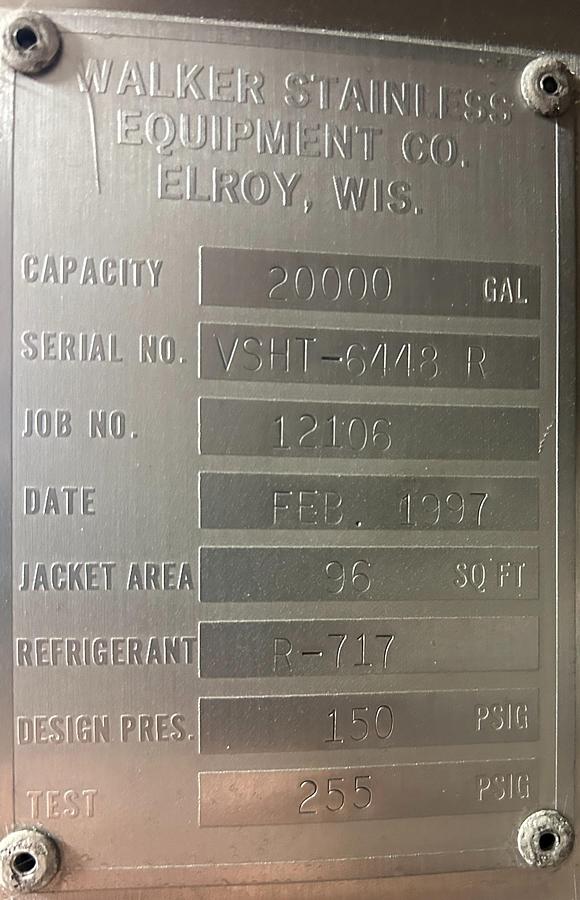 WALKER STAINLESS
EQUIPMENT CO.
ELROY, WIS.
CAPACITY 20000 GAL
SERIAL NO. VSHT-6448 R
JOB NO. 12106
DATE FEB. 1997
JACKET AREA 96 SQ FT
REFRIGERANT R-717
DESIGN PRES. 150 PSIG
TEST 255 PSIG